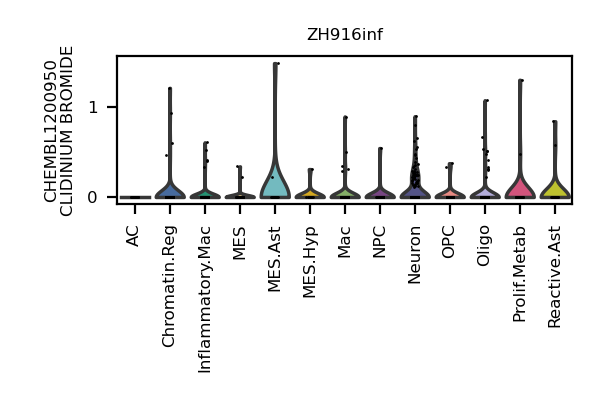 ZH916inf
CHEMBL1200950
CLIDINIUM BROMIDE
1
0
AC
Chromatin.Reg
Inflammatory.Mac
MES
MES.Ast
MES.Hyp
Mac
NPC
Neuron
OPC
Oligo
Prolif.Metab
Reactive.Ast